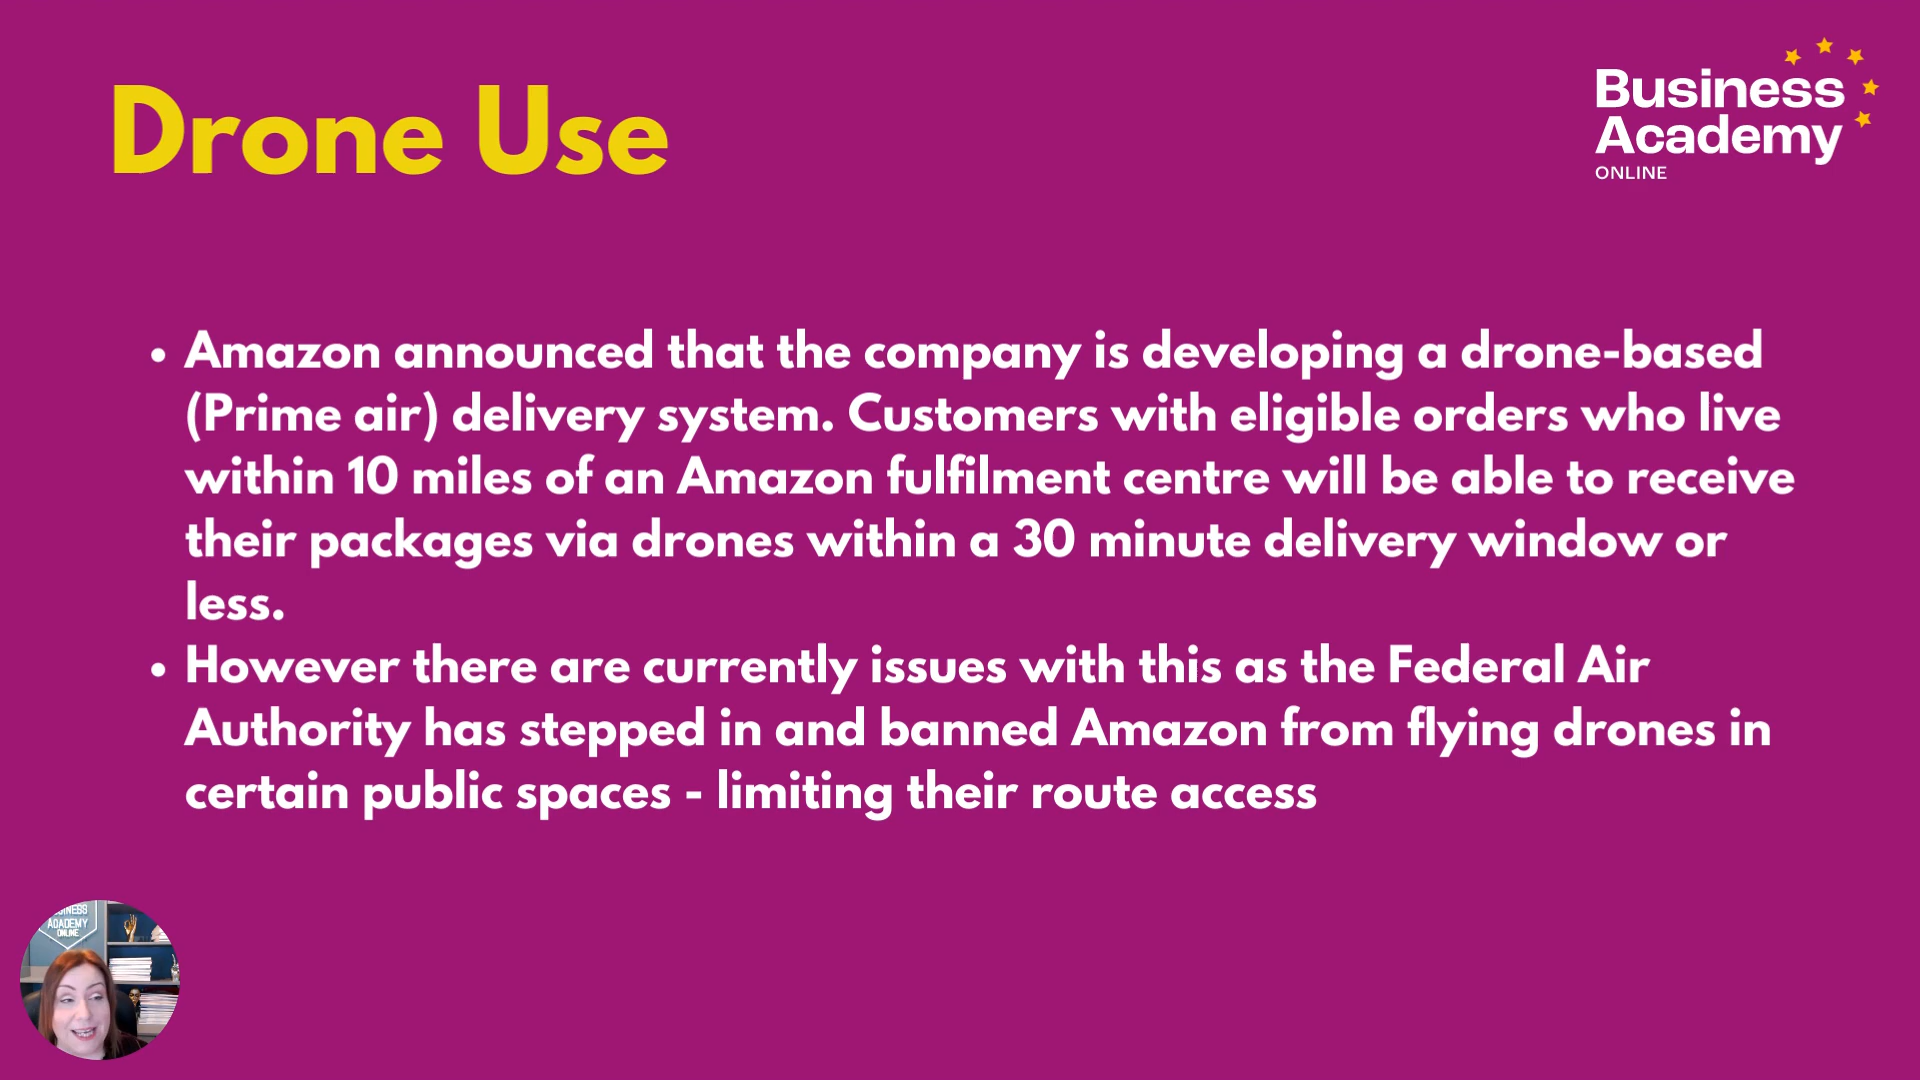 Drone Use
Business
Academy
ONLINE
• Amazon announced that the company is developing a drone-based
(Prime air) delivery system. Customers with eligible orders who live
within 10 miles of an Amazon fulfilment centre will be able to receive
their packages via drones within a 30 minute delivery window or
less.
• However there are currently issues with this as the Federal Air
Authority has stepped in and banned Amazon from flying drones in
certain public spaces - limiting their route access
ACADEMY
ONLINE